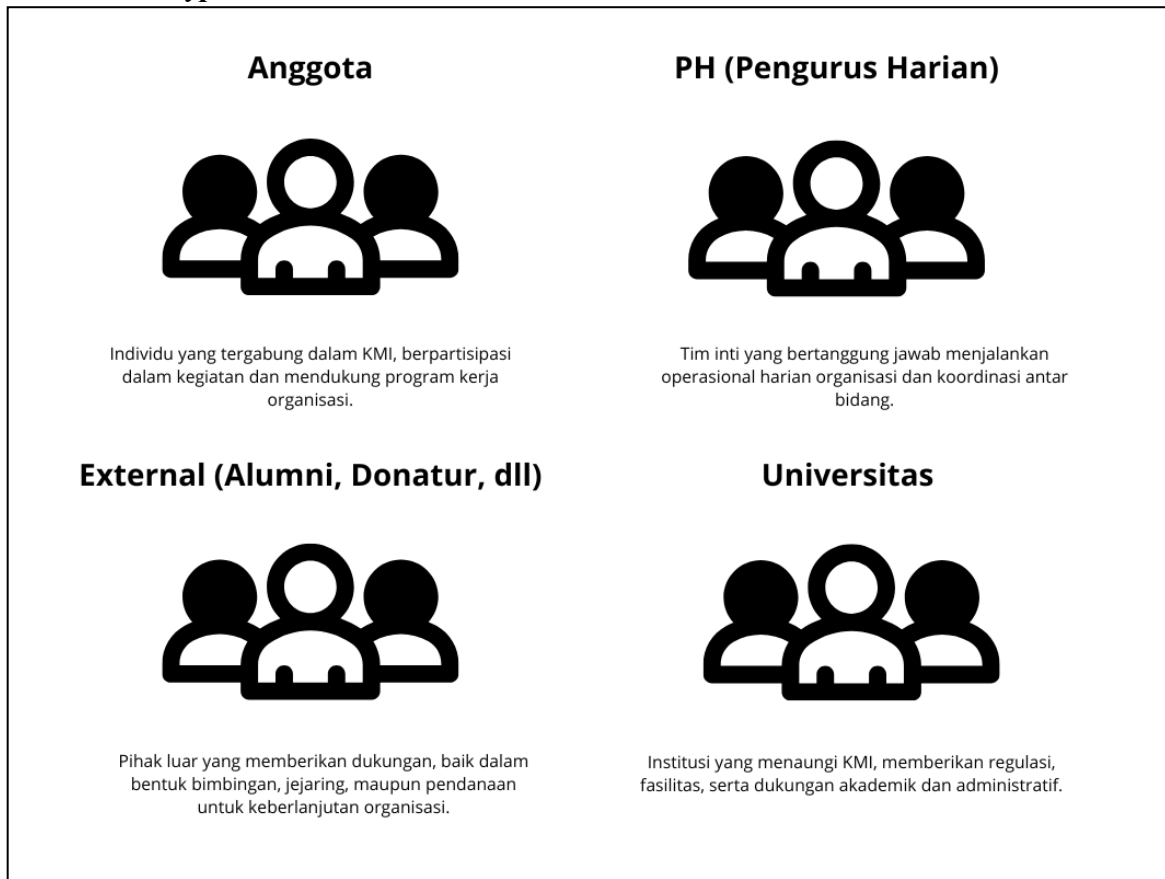 Anggota
PH (Pengurus Harian)
Individu yang tergabung dalam KMI, berpartisipasi
dalam kegiatan dan mendukung program kerja
organisasi.
Tim inti yang bertanggung jawab menjalankan
operasional harian organisasi dan koordinasi antar
bidang.
External (Alumni, Donatur, dll)
Universitas
Pihak luar yang memberikan dukungan, baik dalam
bentuk bimbingan, jejaring, maupun pendanaan
untuk keberlanjutan organisasi.
Institusi yang menaungi KMI, memberikan regulasi,
fasilitas, serta dukungan akademik dan administratif.